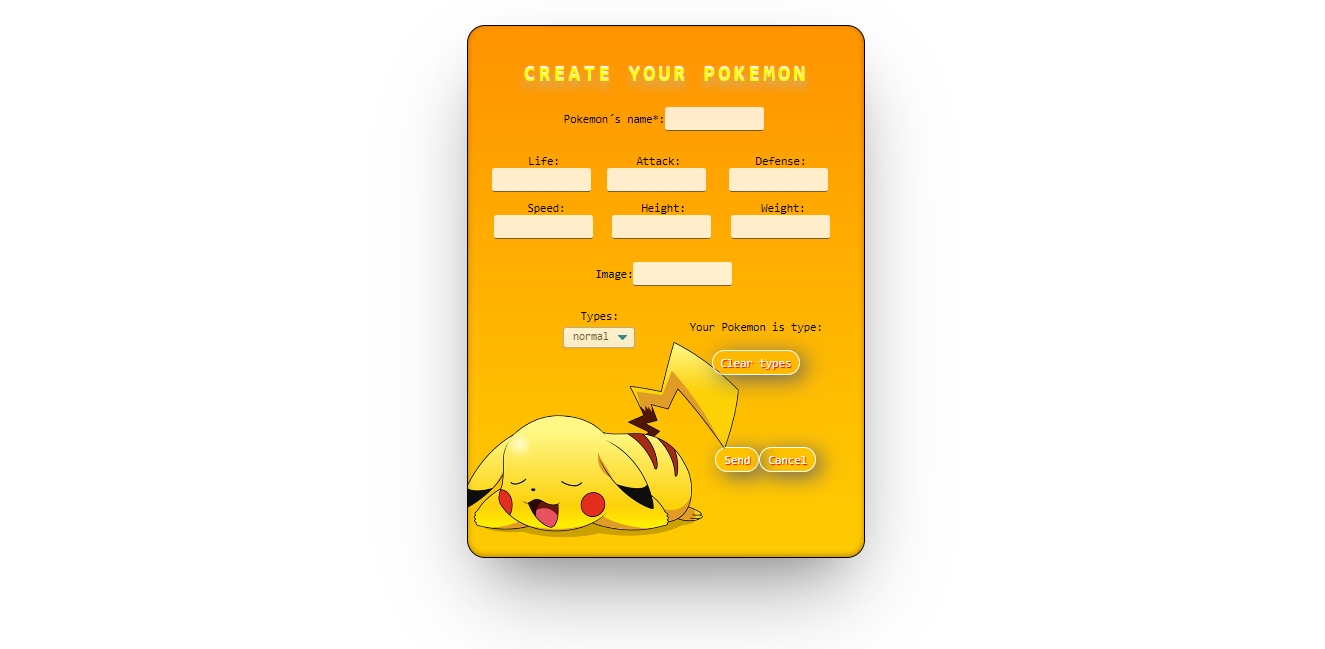 CREATE YOUR POKEMON
Pokemon´s name*:
Life: Attack: Defense:
Speed: Height: Weight:
Image:
Types:
Your Pokemon is type:
normal
Clear types
Send Cancel